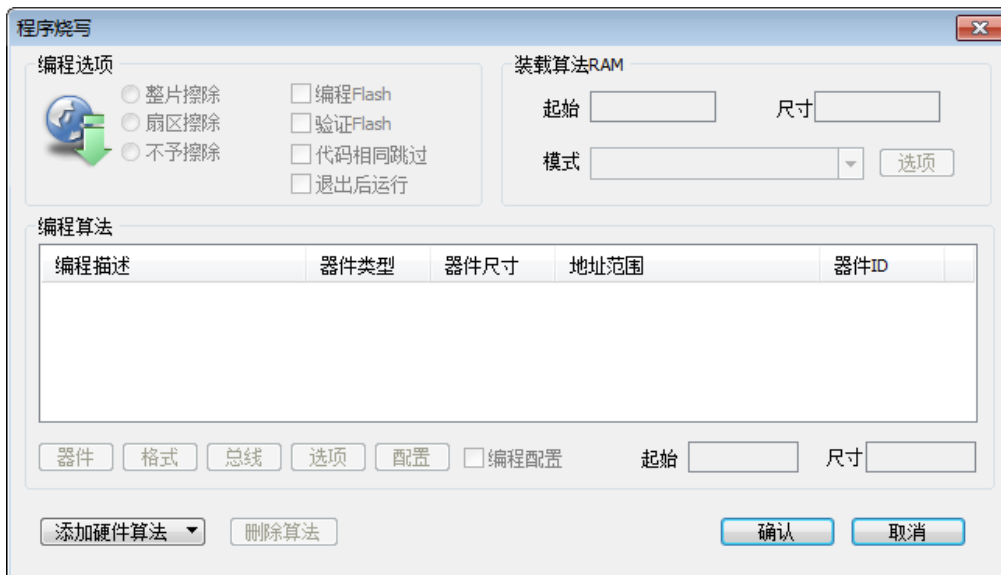 程序烧写
编程选项
整片擦除
扇区擦除
不予擦除
编程Flash
验证Flash
代码相同跳过
退出后运行
装载算法RAM
起始 尺寸
模式 选项
编程算法
编程描述 器件类型 器件尺寸 地址范围 器件ID
器件 格式 总线 选项 配置 编程配置 起始 尺寸
添加硬件算法 删除算法 确认 取消